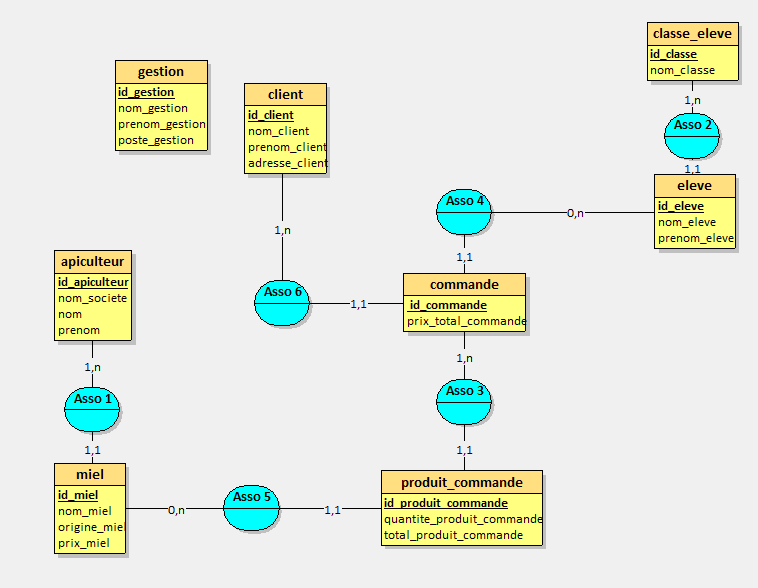 classe_eleve
id_classe
nom_classe
1,n
Asso 2
1,1
eleve
id_eleve
nom_eleve
prenom_eleve
gestion
id_gestion
nom_gestion
prenom_gestion
poste_gestion
client
id_client
nom_client
prenom_client
adresse_client
1,n
Asso 6
1,1
Asso 4
0,n
1,1
commande
id_commande
prix_total_commande
1,n
Asso 3
1,1
apiculteur
id_apiculteur
nom_societe
nom
prenom
1,n
Asso 1
1,1
miel
id_miel
nom_miel
origine_miel
prix_miel
0,n
Asso 5
1,1
produit_commande
id_produit_commande
quantite_produit_commande
total_produit_commande